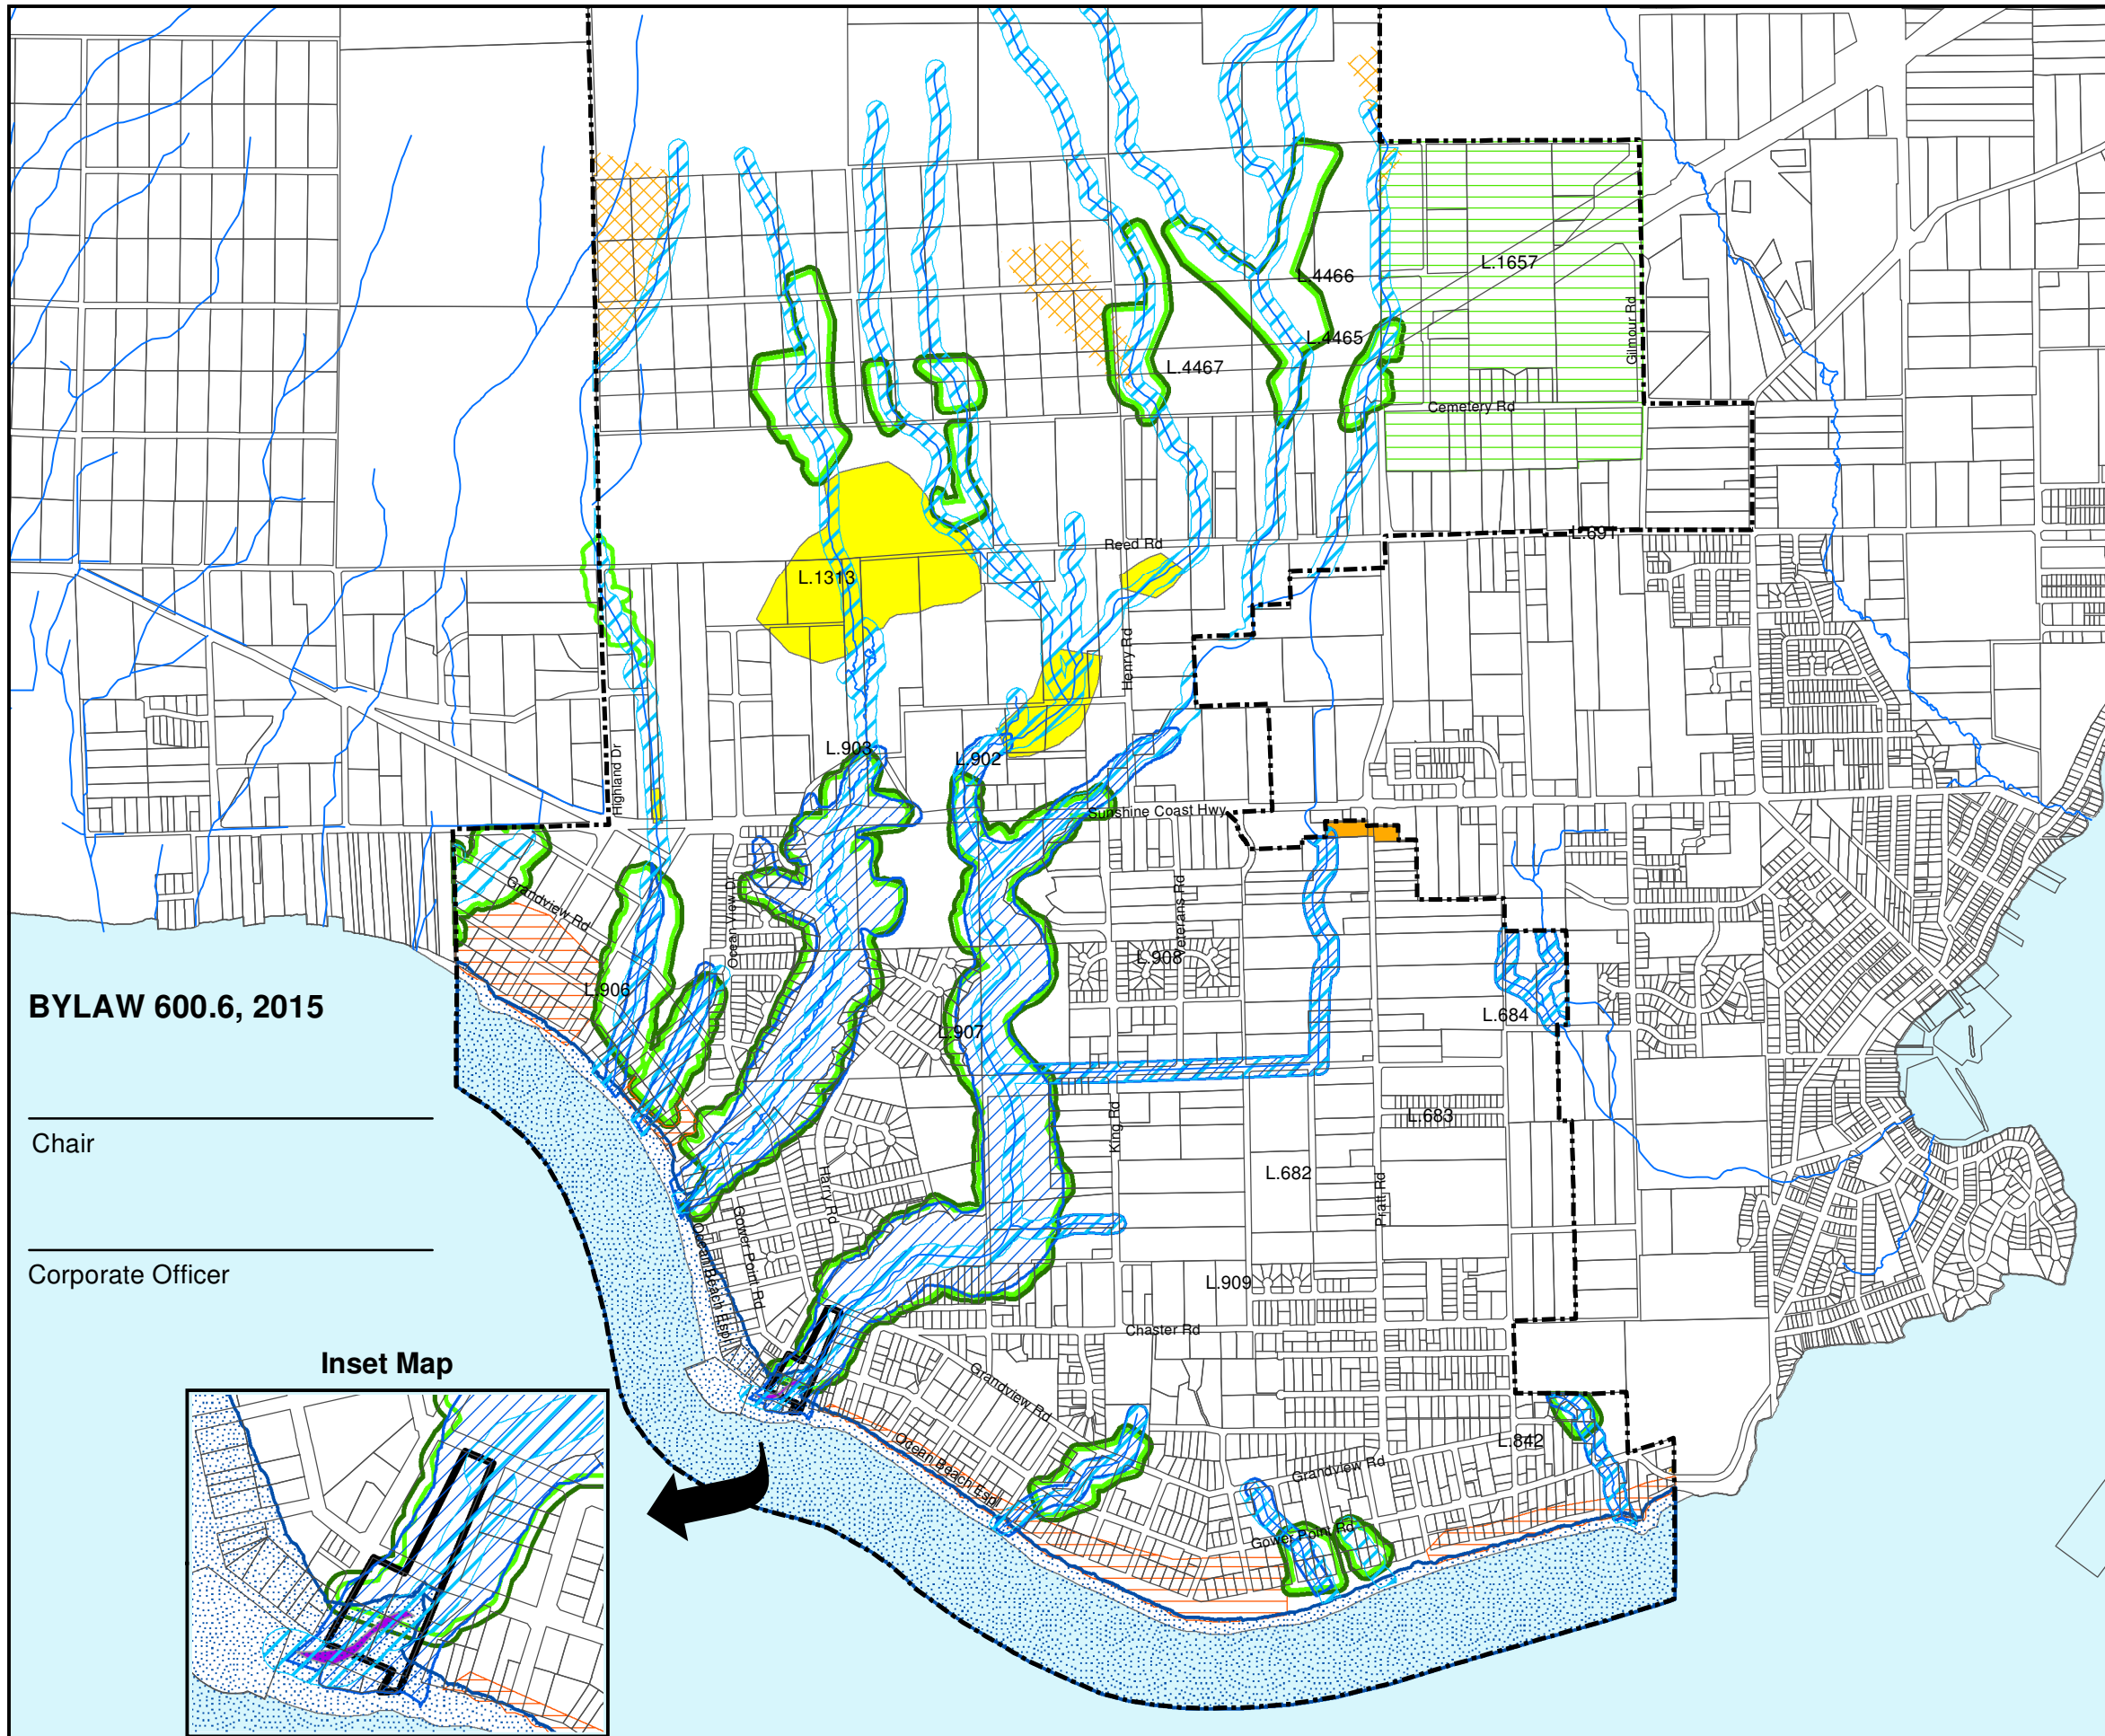 L.4466
L.1657
Gilmour Rd
L.4465
L.4467
Cemetery Rd
L.691
Reed Rd
L.1313
Henry Rd
L.903
L.902
Highland Dr
Sunshine Coast Hwy
Grandview Rd
Ocean View Dr
Veterans Rd
L.908
L.906
BYLAW 600.6, 2015
L.907
L.684
Chair
King Rd
L.683
L.682
Harry Rd
Pratt Rd
Gower Point Rd
Ocean Beach Espl
Corporate Officer
L.909
Chaster Rd
Inset Map
Grandview Rd
Ocean Beach Espl
L.842
Grandview Rd
Gower Point Rd